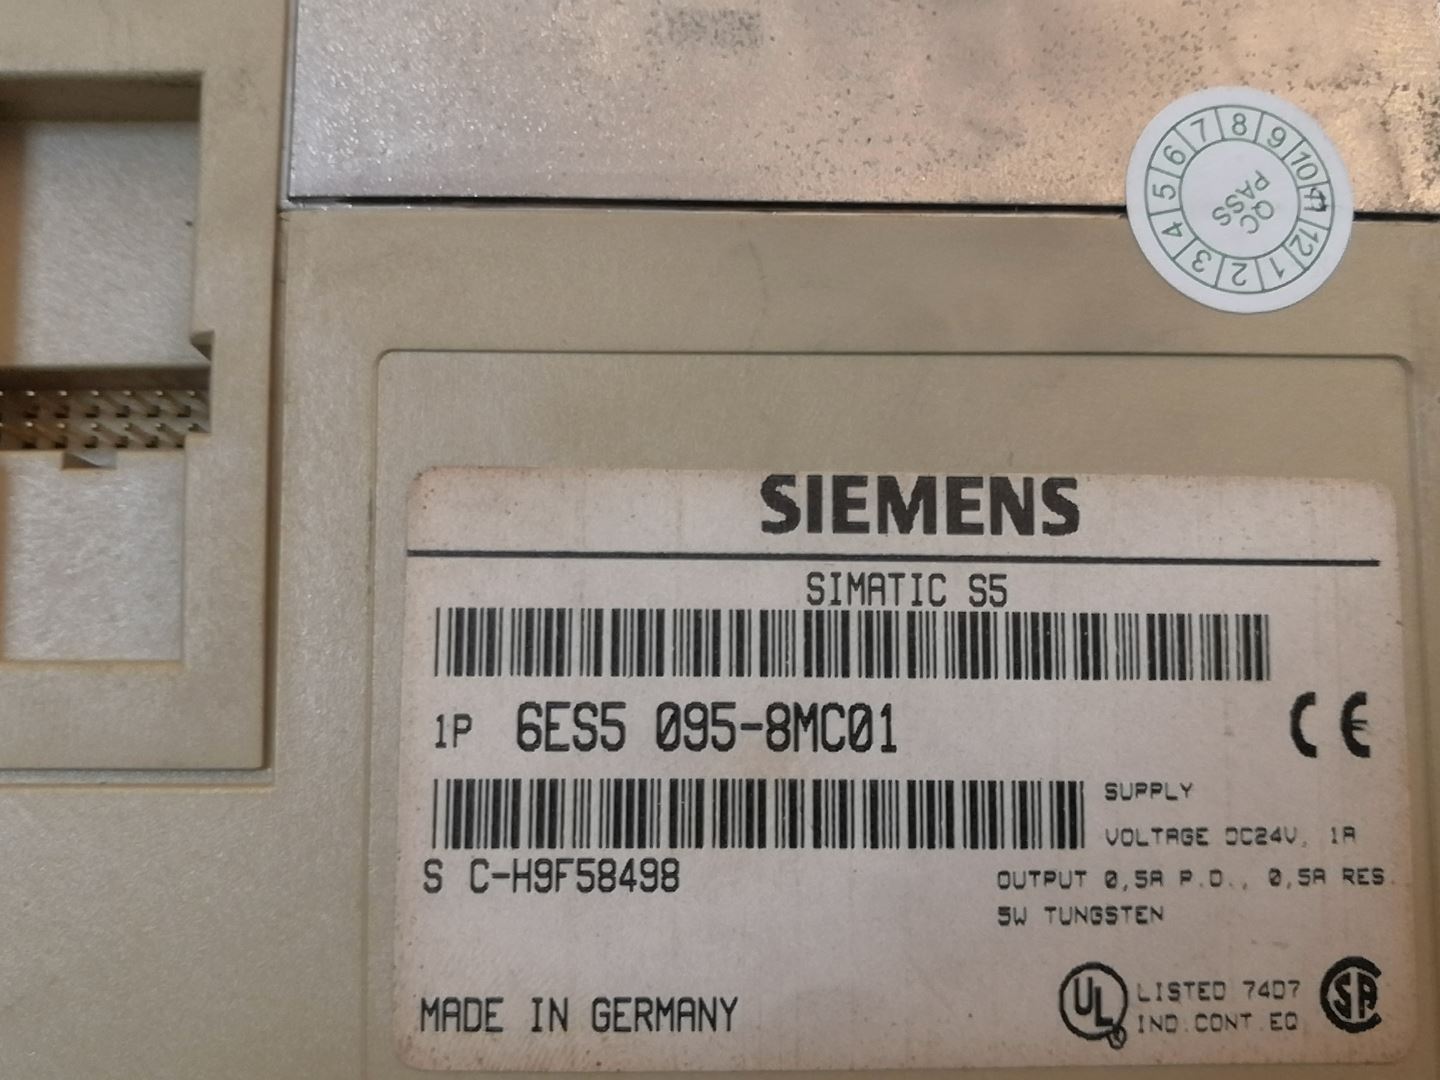 1 2 3 4 5 6 7 8 9 10 11 12
QC
PASS
SIEMENS
SIMATIC S5
1P 6ES5 095-8MC01
CE
SUPPLY
VOLTAGE DC24V, 1A
S C-H9F58498
OUTPUT 0,5A P.D., 0,5A RES.
5W TUNGSTEN
MADE IN GERMANY
UL
LISTED 74D7
IND.CONT.EQ
SA